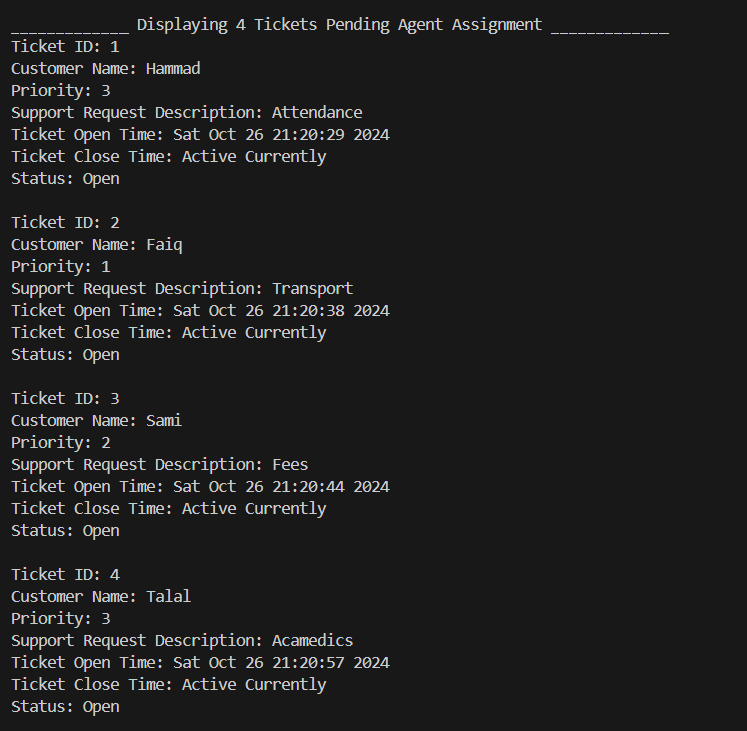 _____________ Displaying 4 Tickets Pending Agent Assignment _____________
Ticket ID: 1
Customer Name: Hammad
Priority: 3
Support Request Description: Attendance
Ticket Open Time: Sat Oct 26 21:20:29 2024
Ticket Close Time: Active Currently
Status: Open

Ticket ID: 2
Customer Name: Faiq
Priority: 1
Support Request Description: Transport
Ticket Open Time: Sat Oct 26 21:20:38 2024
Ticket Close Time: Active Currently
Status: Open

Ticket ID: 3
Customer Name: Sami
Priority: 2
Support Request Description: Fees
Ticket Open Time: Sat Oct 26 21:20:44 2024
Ticket Close Time: Active Currently
Status: Open

Ticket ID: 4
Customer Name: Talal
Priority: 3
Support Request Description: Acamedics
Ticket Open Time: Sat Oct 26 21:20:57 2024
Ticket Close Time: Active Currently
Status: Open